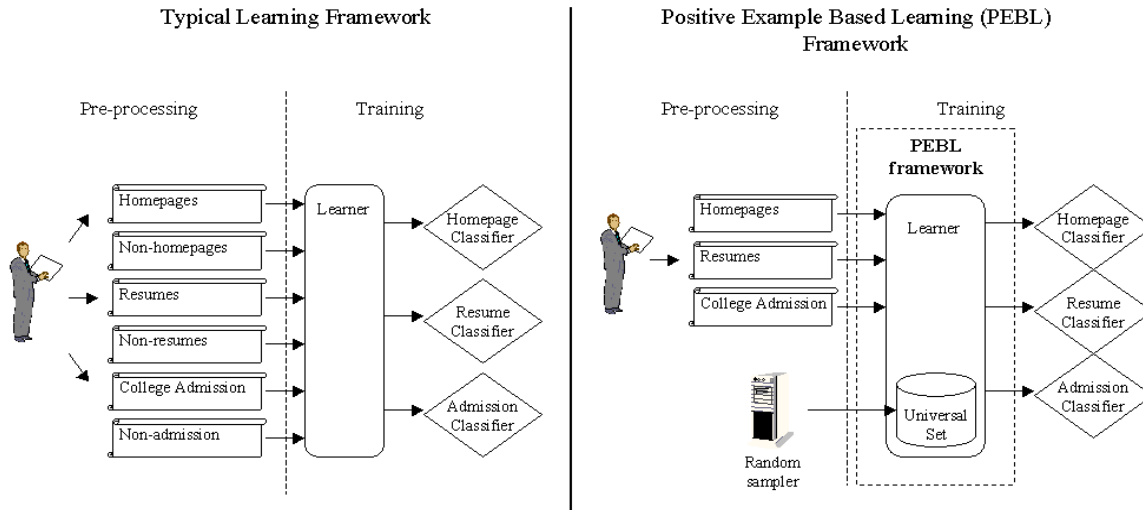 Typical Learning Framework
Pre-processing
Training
Homepages
Non-homepages
Resumes
Non-resumes
College Admission
Non-admission
Learner
Homepage
Classifier
Resume
Classifier
Admission
Classifier
Positive Example Based Learning (PEBL)
Framework
Pre-processing
Training
PEBL
framework
Homepages
Resumes
College Admission
Random
sampler
Learner
Universal
Set
Homepage
Classifier
Resume
Classifier
Admission
Classifier